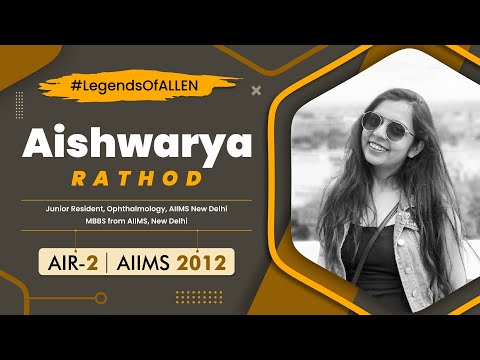 #LegendsOfALLEN
Aishwarya
RATHOD
Junior Resident, Ophthalmology, AIIMS New Delhi
MBBS from AIIMS, New Delhi
AIR-2 | AIIMS 2012